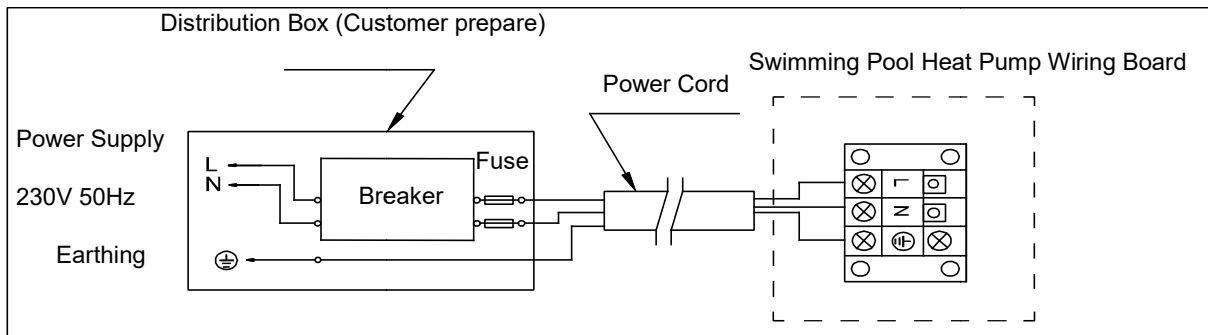 Distribution Box (Customer prepare)
Swimming Pool Heat Pump Wiring Board
Power Cord
Power Supply
230V 50Hz
Earthing
L
N
Fuse
Breaker
L
N